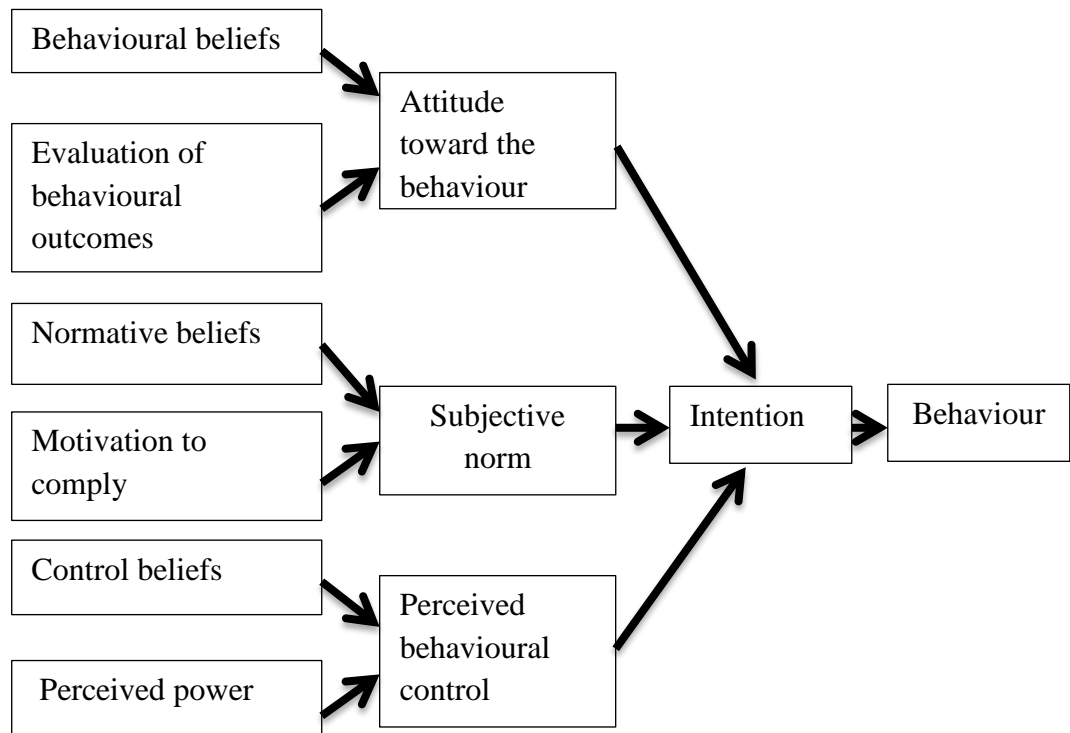 Behavioural beliefs
Evaluation of
behavioural
outcomes
Attitude
toward the
behaviour
Normative beliefs
Motivation to
comply
Subjective
norm
Intention
Behaviour
Control beliefs
Perceived power
Perceived
behavioural
control